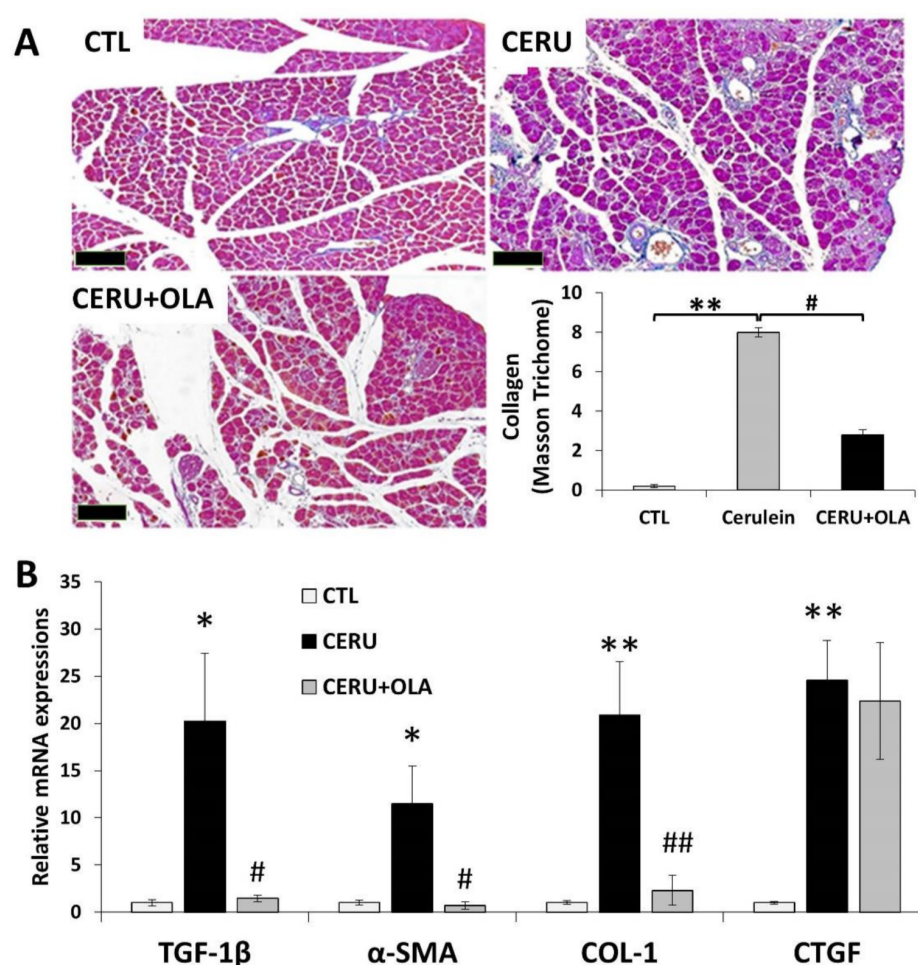 A
CTL
CERU
CERU+OLA
Collagen
(Masson Trichome)
10
8
6
4
2
0
**
#
CTL
Cerulein
CERU+OLA
B
Relative mRNA expressions
35
30
25
20
15
10
5
0
CTL
CERU
CERU+OLA
*
#
*
#
**
##
**
TGF-1β
α-SMA
COL-1
CTGF